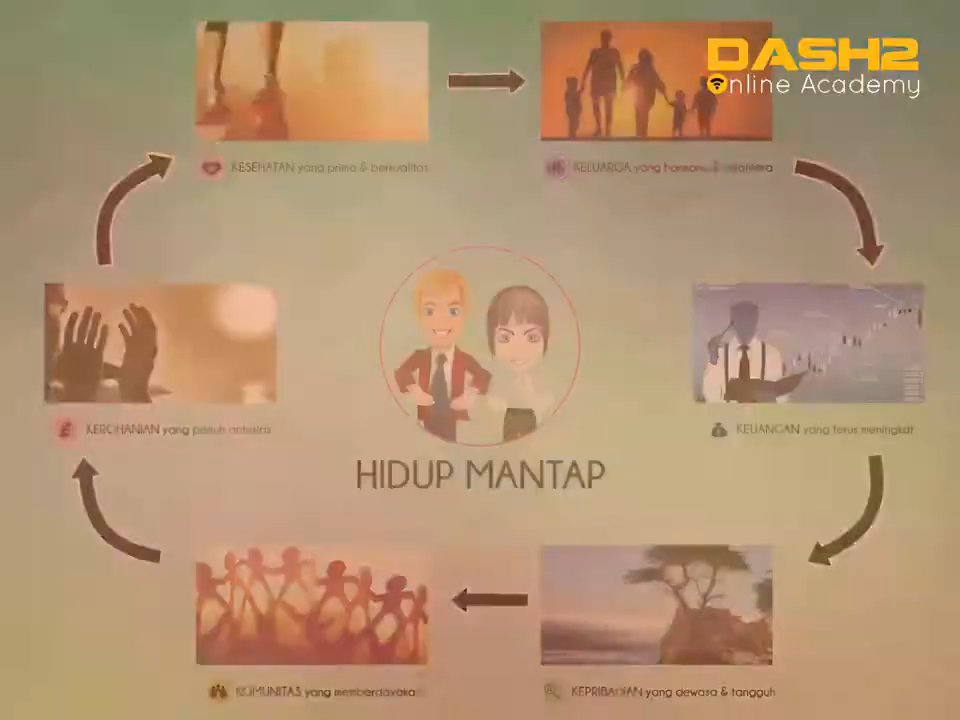 DASH2
Online Academy
KESEHATAN yang prima & berkualitas
KELUARGA yang harmonis & sejahtera
KEROHANIAN yang penuh
KEUANGAN yang terus meningkat
HIDUP MANTAP
KOMUNITAS yang memberdayakan
KEPRIBADIAN yang dewasa & tangguh